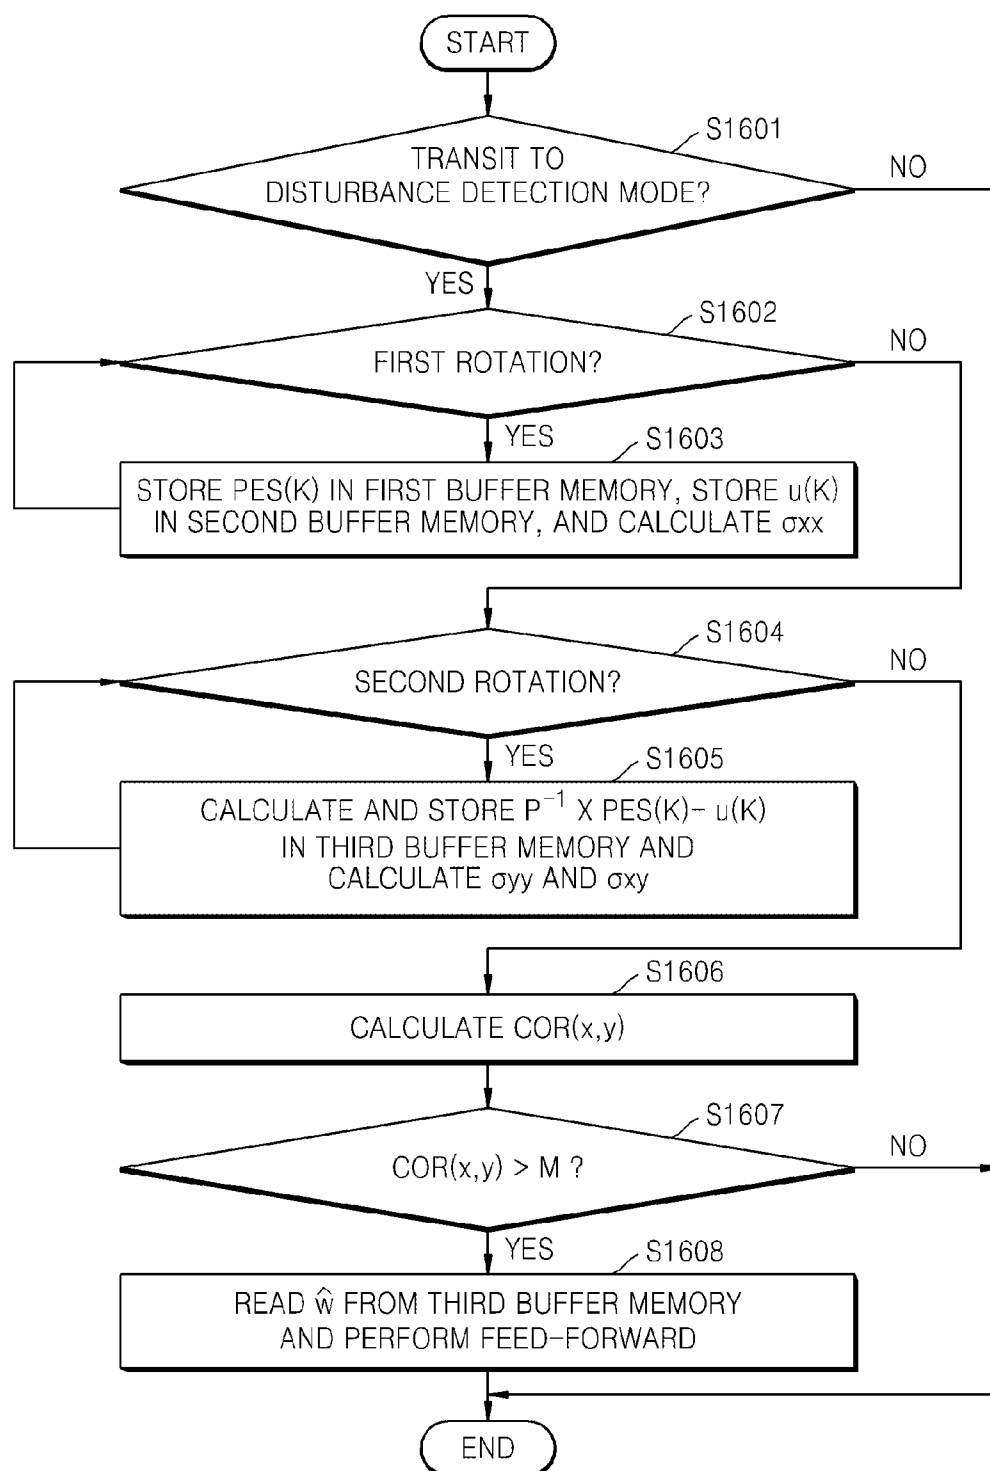 START
S1601
TRANSIT TO
DISTURBANCE DETECTION MODE?
NO
YES
S1602
FIRST ROTATION?
NO
YES
S1603
STORE PES(K) IN FIRST BUFFER MEMORY, STORE u(K)
IN SECOND BUFFER MEMORY, AND CALCULATE σxx
S1604
SECOND ROTATION?
NO
YES
S1605
CALCULATE AND STORE P⁻¹ X PES(K)- u(K)
IN THIRD BUFFER MEMORY AND
CALCULATE σyy AND σxy
S1606
CALCULATE COR(x,y)
S1607
COR(x,y) > M ?
NO
YES
S1608
READ ŵ FROM THIRD BUFFER MEMORY
AND PERFORM FEED-FORWARD
END